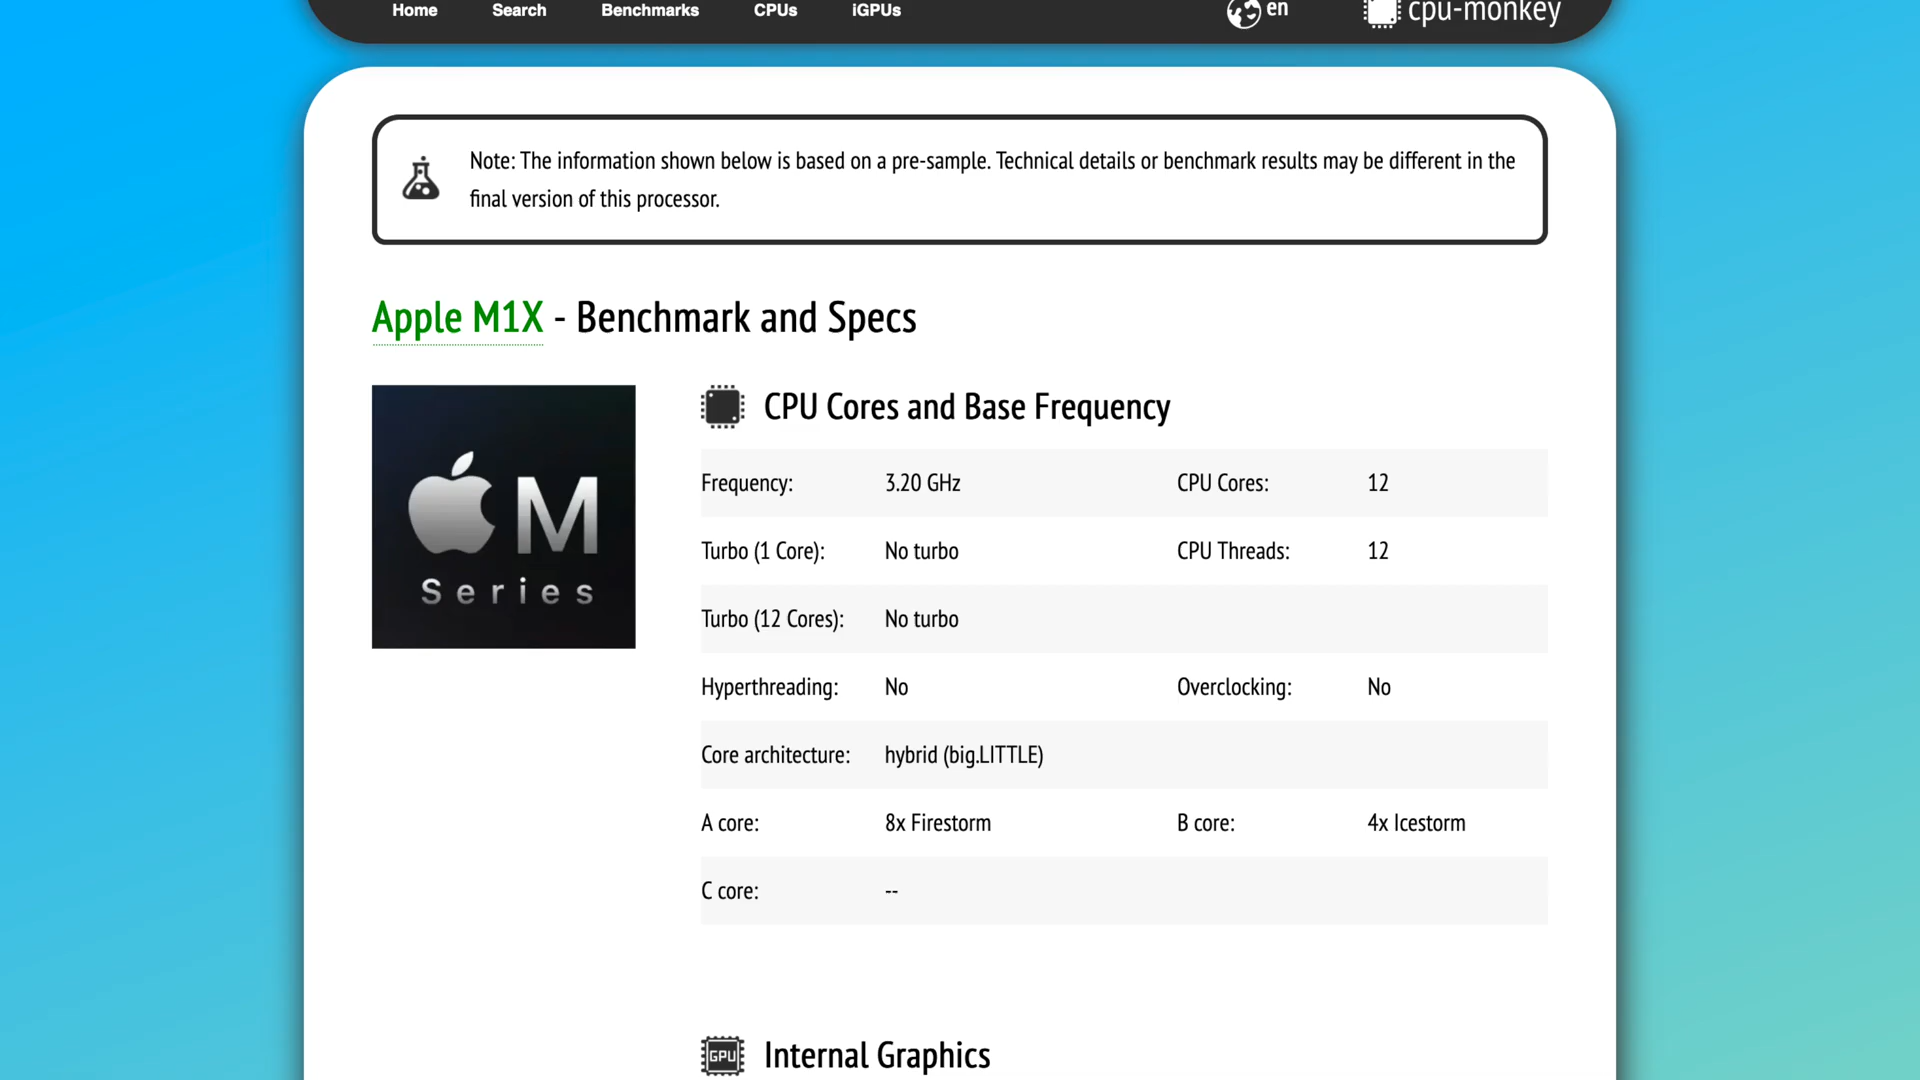 Home Search Benchmarks CPUs iGPUs en cpu-monkey
Note: The information shown below is based on a pre-sample. Technical details or benchmark results may be different in the
final version of this processor.
Apple M1X - Benchmark and Specs
M
Series
CPU Cores and Base Frequency
Frequency: 3.20 GHz CPU Cores: 12
Turbo (1 Core): No turbo CPU Threads: 12
Turbo (12 Cores): No turbo
Hyperthreading: No Overclocking: No
Core architecture: hybrid (big.LITTLE)
A core: 8x Firestorm B core: 4x Icestorm
C core: --
GPU Internal Graphics